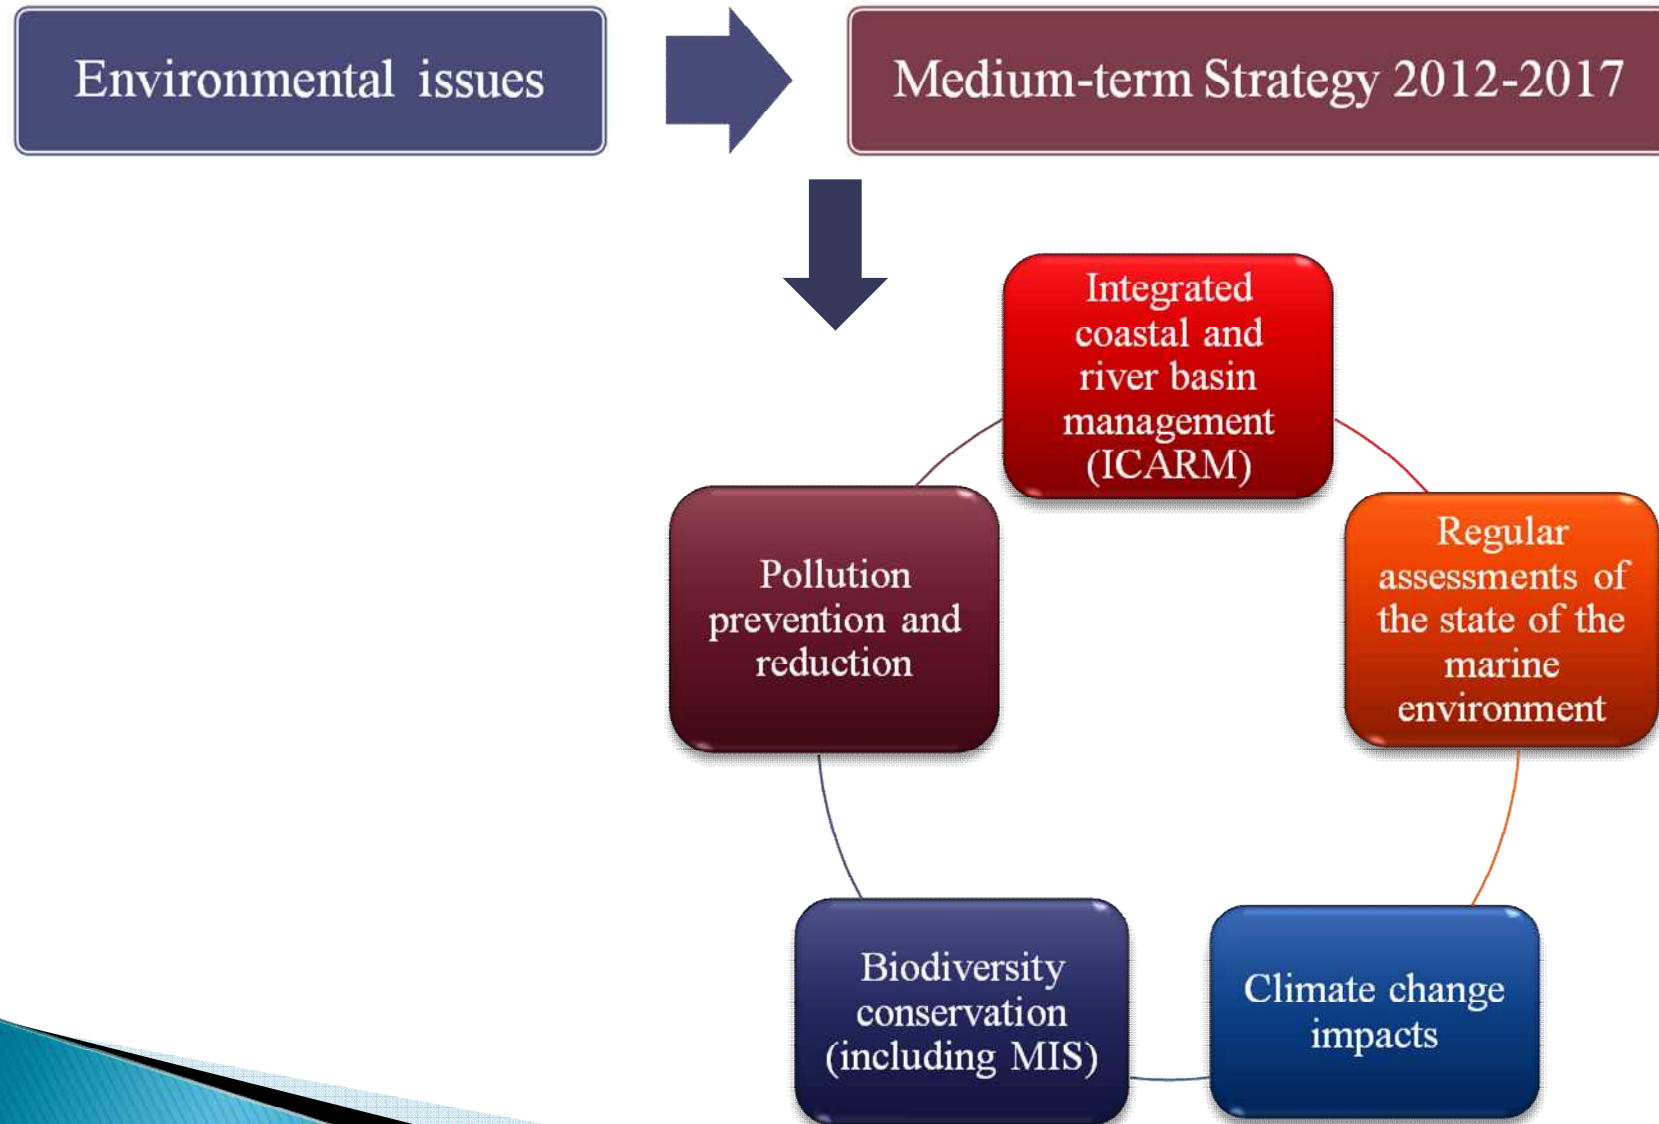 Environmental issues
Medium-term Strategy 2012-2017
Integrated
coastal and
river basin
management
(ICARM)
Regular
assessments of
the state of the
marine
environment
Climate change
impacts
Biodiversity
conservation
(including MIS)
Pollution
prevention and
reduction